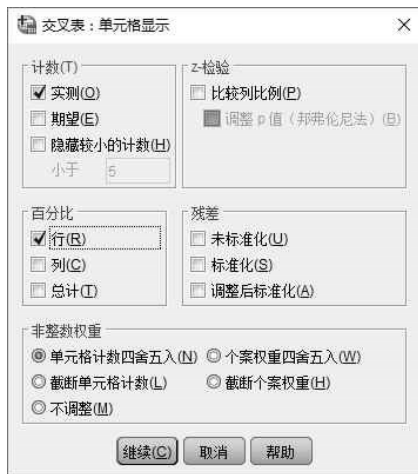 交叉表：单元格显示
计数(T)
实测(O)
期望(E)
隐藏较小的计数(H)
小于 5
z-检验
比较列比例(P)
调整 p 值（邦弗伦尼法）(B)
百分比
行(R)
列(C)
总计(T)
残差
未标准化(U)
标准化(S)
调整后标准化(A)
非整数权重
单元格计数四舍五入(N) 个案权重四舍五入(W)
截断单元格计数(L) 截断个案权重(H)
不调整(M)
继续(C) 取消 帮助